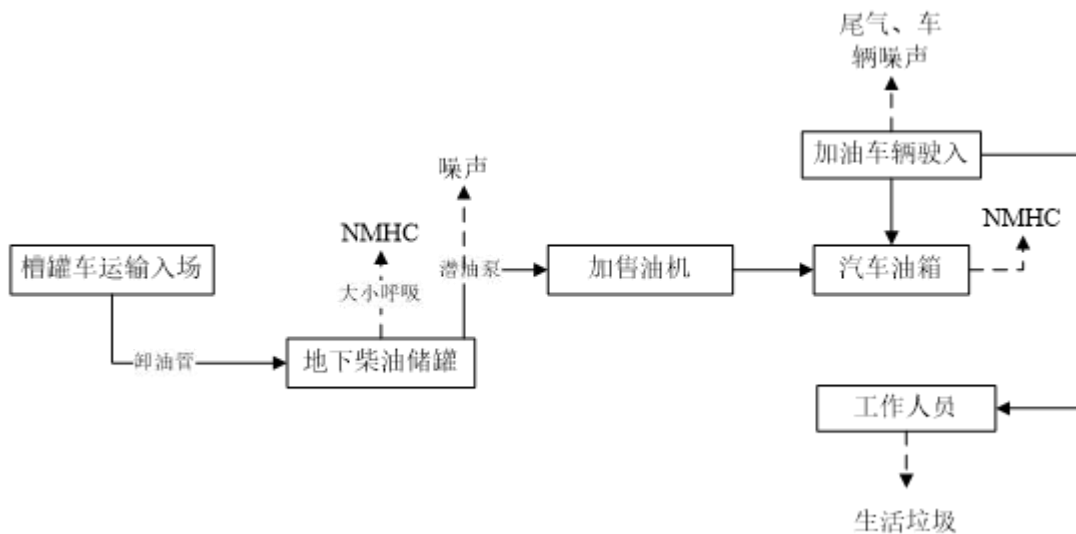 尾气、车
辆噪声
加油车辆驶入
噪声
NMHC
NMHC
槽罐车运输入场
潜油泵
加售油机
汽车油箱
大小呼吸
卸油管
地下柴油储罐
工作人员
生活垃圾